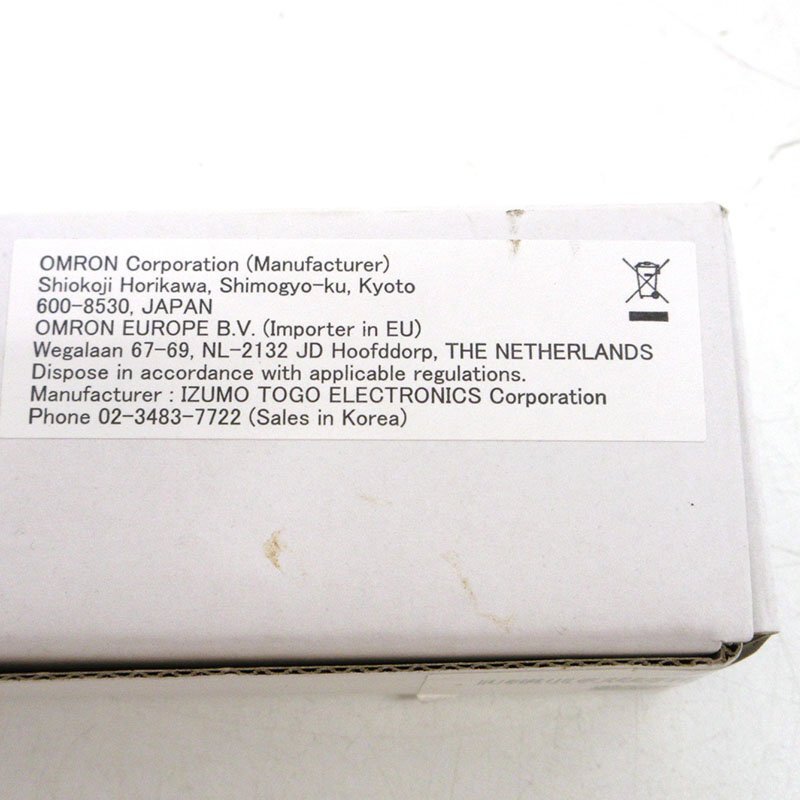 OMRON Corporation (Manufacturer)
Shiokoji Horikawa, Shimogyo-ku, Kyoto
600-8530, JAPAN
OMRON EUROPE B.V. (Importer in EU)
Wegalaan 67-69, NL-2132 JD Hoofddorp, THE NETHERLANDS
Dispose in accordance with applicable regulations.
Manufacturer : IZUMO TOGO ELECTRONICS Corporation
Phone 02-3483-7722 (Sales in Korea)